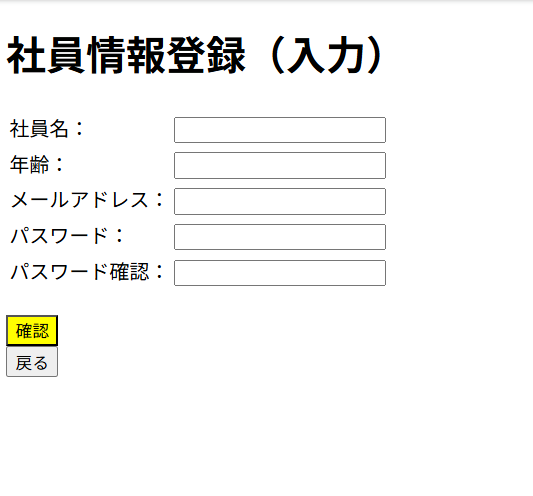 社員情報登録（入力）
社員名：
年齢：
メールアドレス：
パスワード：
パスワード確認：
確認
戻る